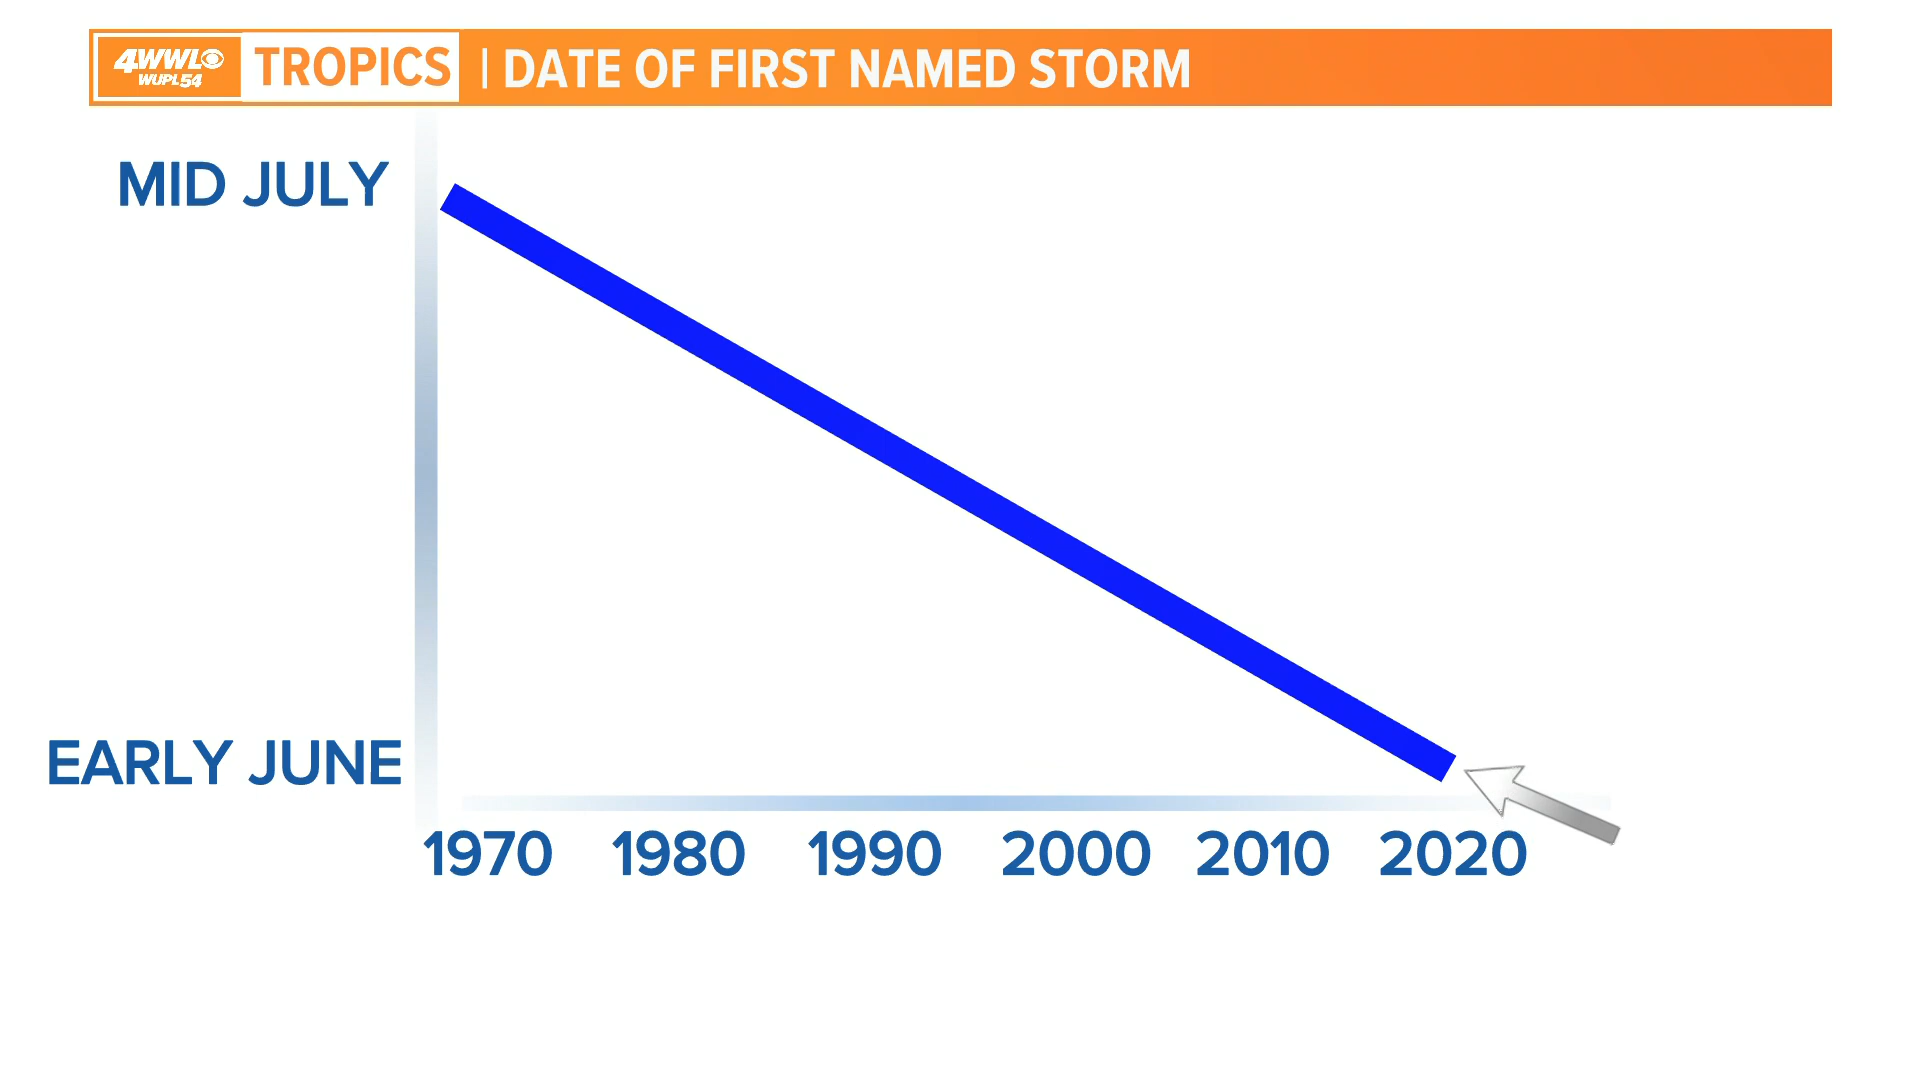 4WWL
WUPL54
TROPICS | DATE OF FIRST NAMED STORM
MID JULY
EARLY JUNE
1970 1980 1990 2000 2010 2020